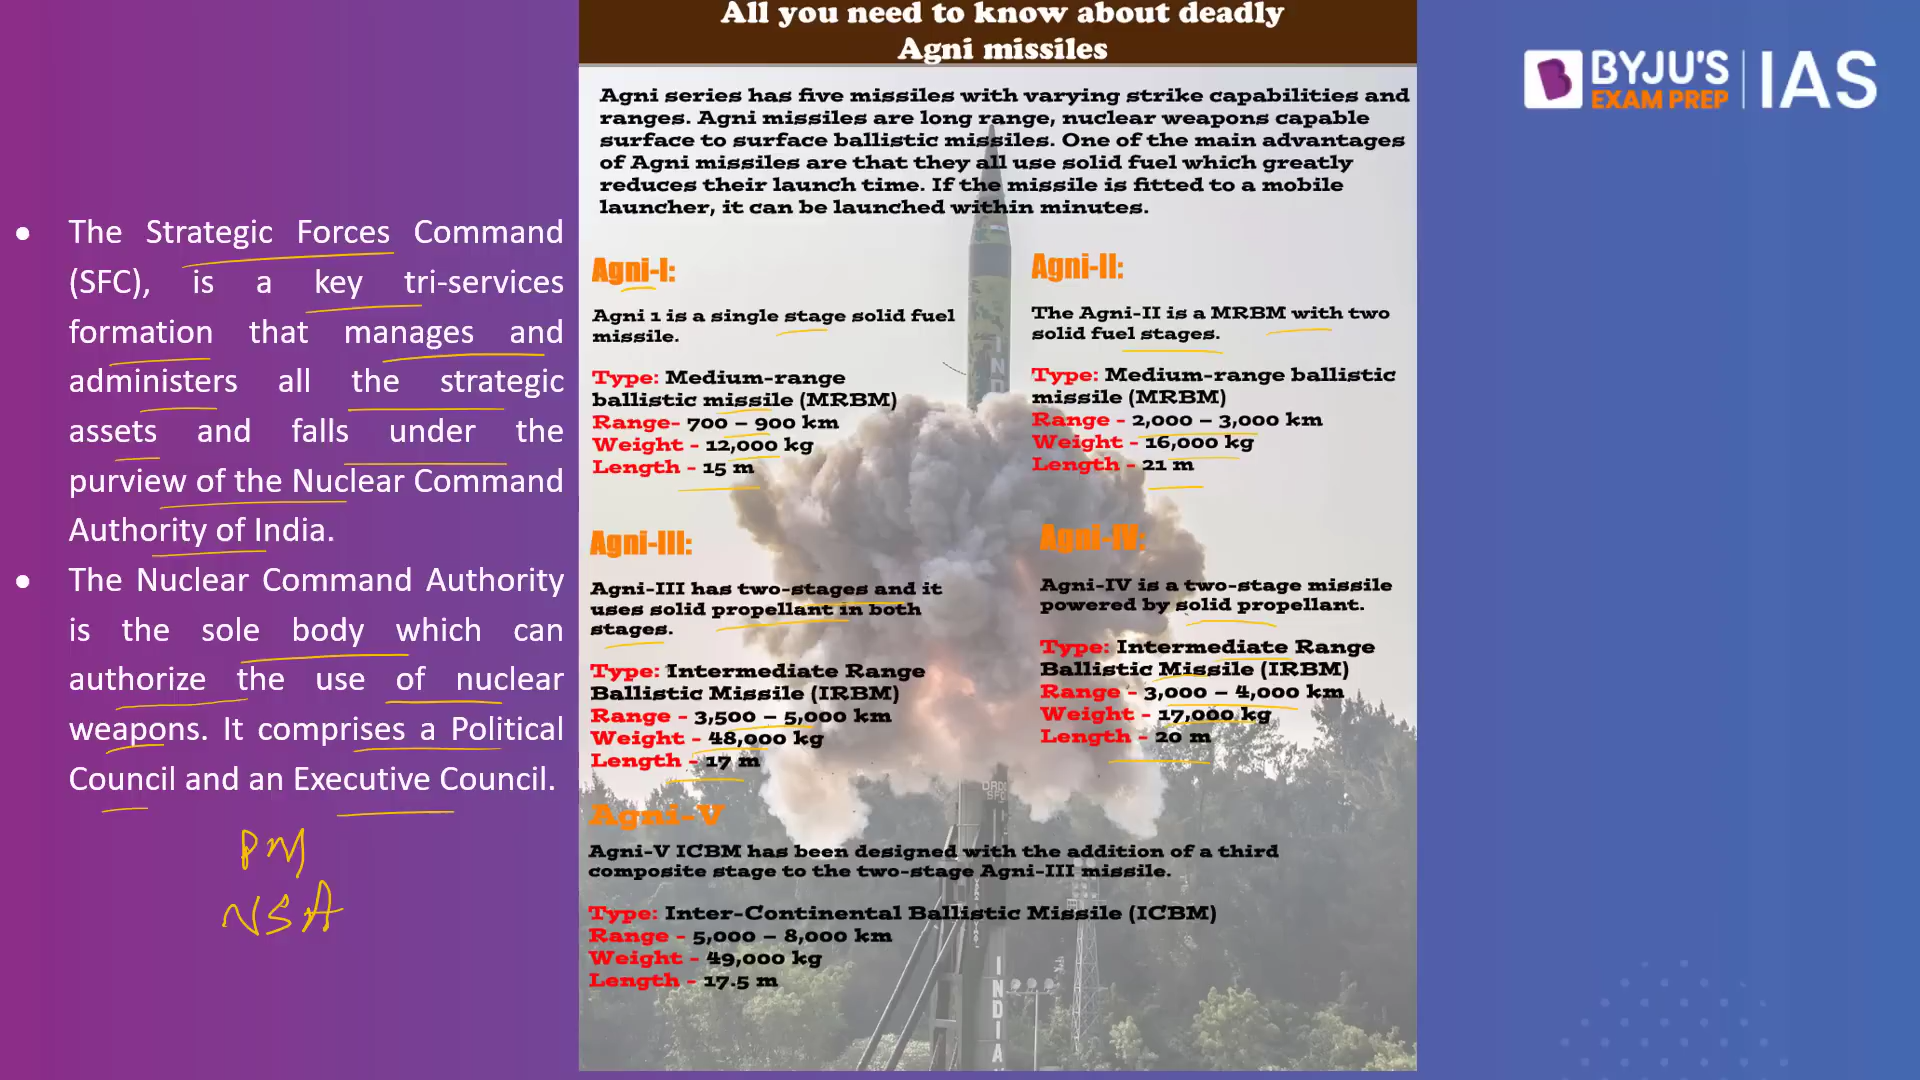 All you need to know about deadly
Agni missiles
BYJU'S
EXAM PREP
IAS
Agni series has five missiles with varying strike capabilities and
ranges. Agni missiles are long range, nuclear weapons capable
surface to surface ballistic missiles. One of the main advantages
of Agni missiles are that they all use solid fuel which greatly
reduces their launch time. If the missile is fitted to a mobile
launcher, it can be launched within minutes.
• The Strategic Forces Command
(SFC), is a key tri-services
formation that manages and
administers all the strategic
assets and falls under the
purview of the Nuclear Command
Authority of India.
• The Nuclear Command Authority
is the sole body which can
authorize the use of nuclear
weapons. It comprises a Political
Council and an Executive Council.
PM
NSA
Agni-I:
Agni 1 is a single stage solid fuel
missile.
Type: Medium-range
ballistic missile (MRBM)
Range- 700 – 900 km
Weight - 12,000 kg
Length - 15 m
Agni-II:
The Agni-II is a MRBM with two
solid fuel stages.
Type: Medium-range ballistic
missile (MRBM)
Range - 2,000 – 3,000 km
Weight - 16,000 kg
Length - 21 m
Agni-III:
Agni-III has two-stages and it
uses solid propellant in both
stages.
Type: Intermediate Range
Ballistic Missile (IRBM)
Range - 3,500 – 5,000 km
Weight - 48,000 kg
Length - 17 m
Agni-IV:
Agni-IV is a two-stage missile
powered by solid propellant.
Type: Intermediate Range
Ballistic Missile (IRBM)
Range - 3,000 – 4,000 km
Weight - 17,000 kg
Length - 20 m
Agni-V
Agni-V ICBM has been designed with the addition of a third
composite stage to the two-stage Agni-III missile.
Type: Inter-Continental Ballistic Missile (ICBM)
Range - 5,000 – 8,000 km
Weight - 49,000 kg
Length - 17.5 m
INDIA